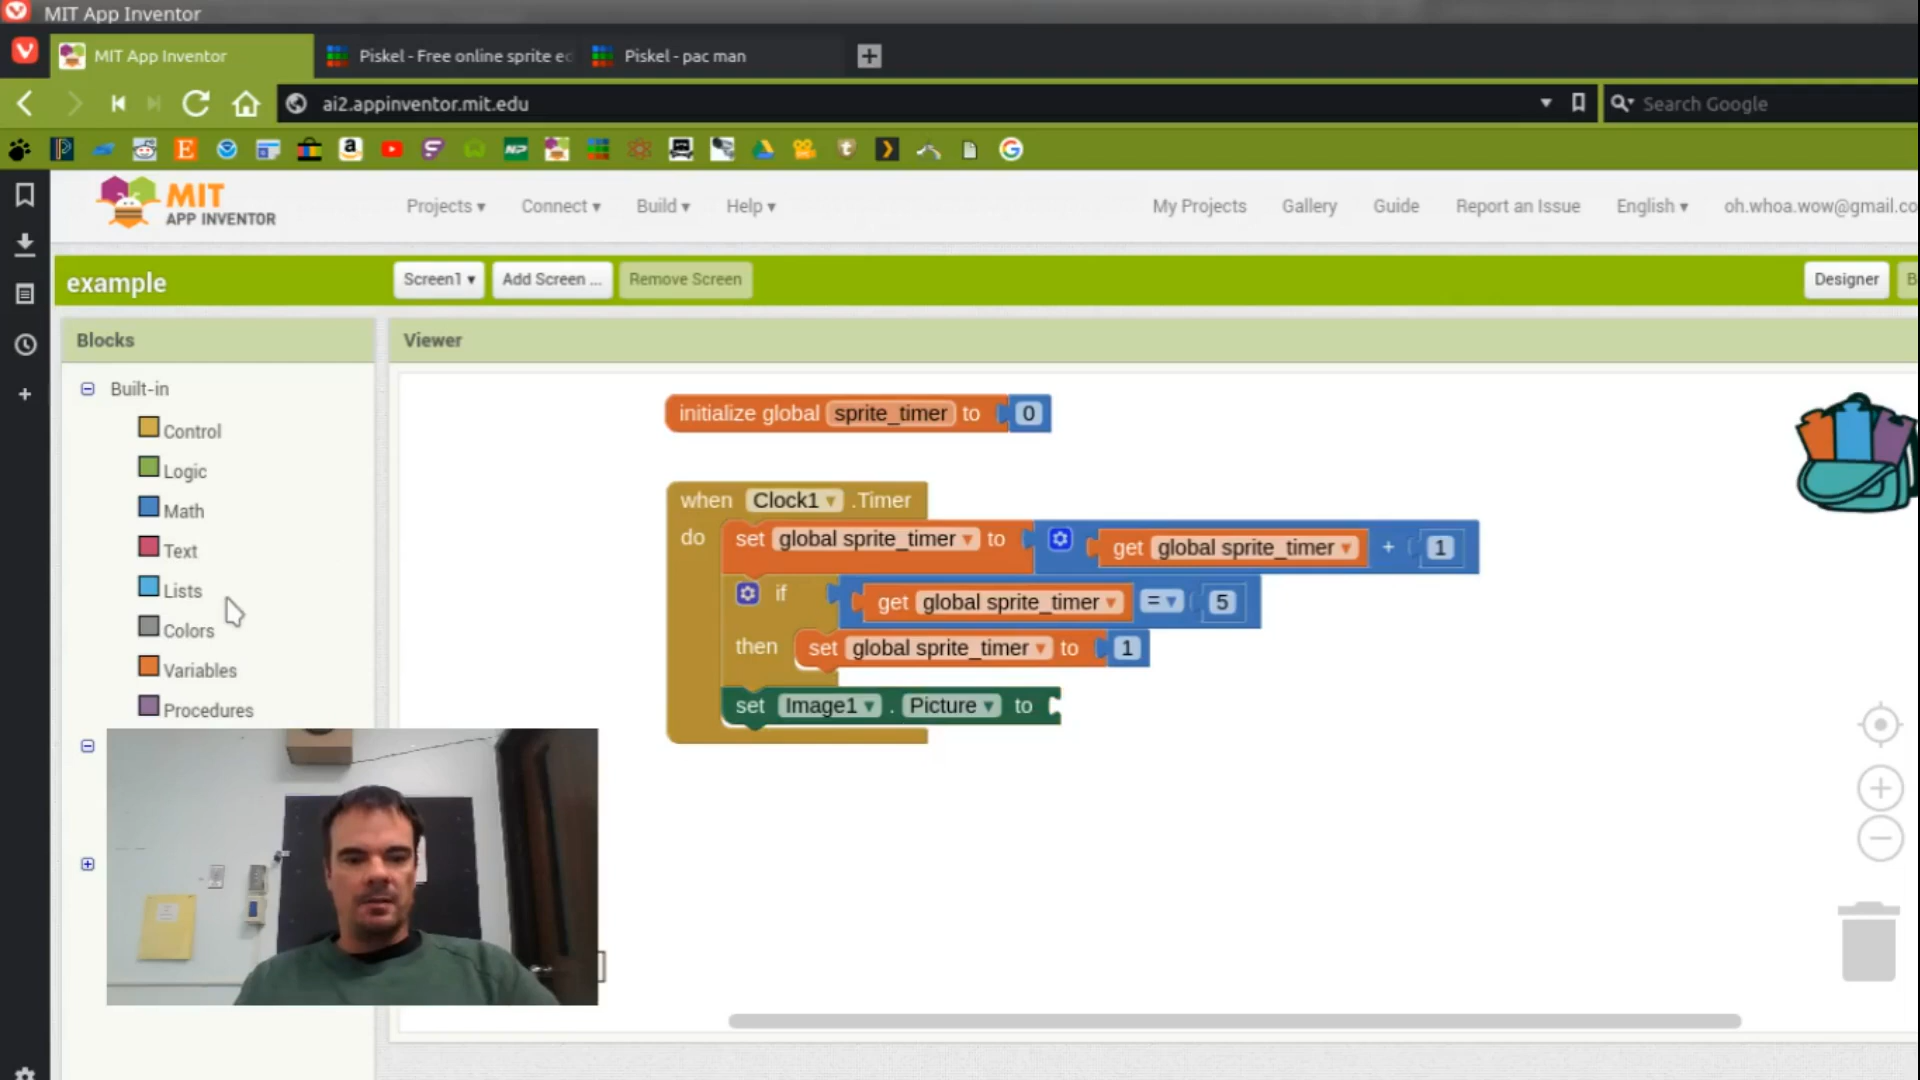 MIT App Inventor
MIT App Inventor
Piskel - Free online sprite ec
Piskel - pac man
ai2.appinventor.mit.edu
Search Google
MIT
APP INVENTOR
Projects ▾
Connect ▾
Build ▾
Help ▾
My Projects
Gallery
Guide
Report an Issue
English ▾
oh.whoa.wow@gmail.co
example
Screen1 ▾
Add Screen ...
Remove Screen
Designer
B
Blocks
Viewer
Built-in
Control
Logic
Math
Text
Lists
Colors
Variables
Procedures
initialize global sprite_timer to 0
when Clock1 .Timer
do set global sprite_timer to get global sprite_timer + 1
if get global sprite_timer = 5
then set global sprite_timer to 1
set Image1 . Picture to